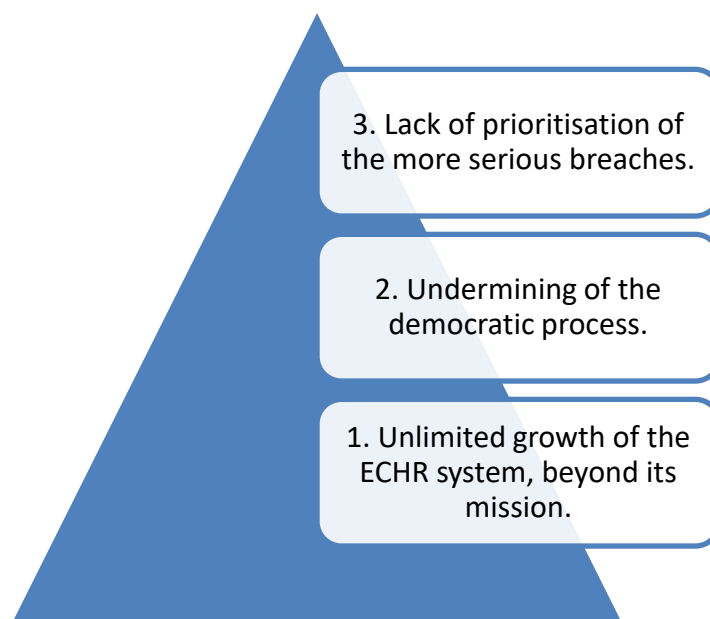 3. Lack of prioritisation of
the more serious breaches.
2. Undermining of the
democratic process.
1. Unlimited growth of the
ECHR system, beyond its
mission.